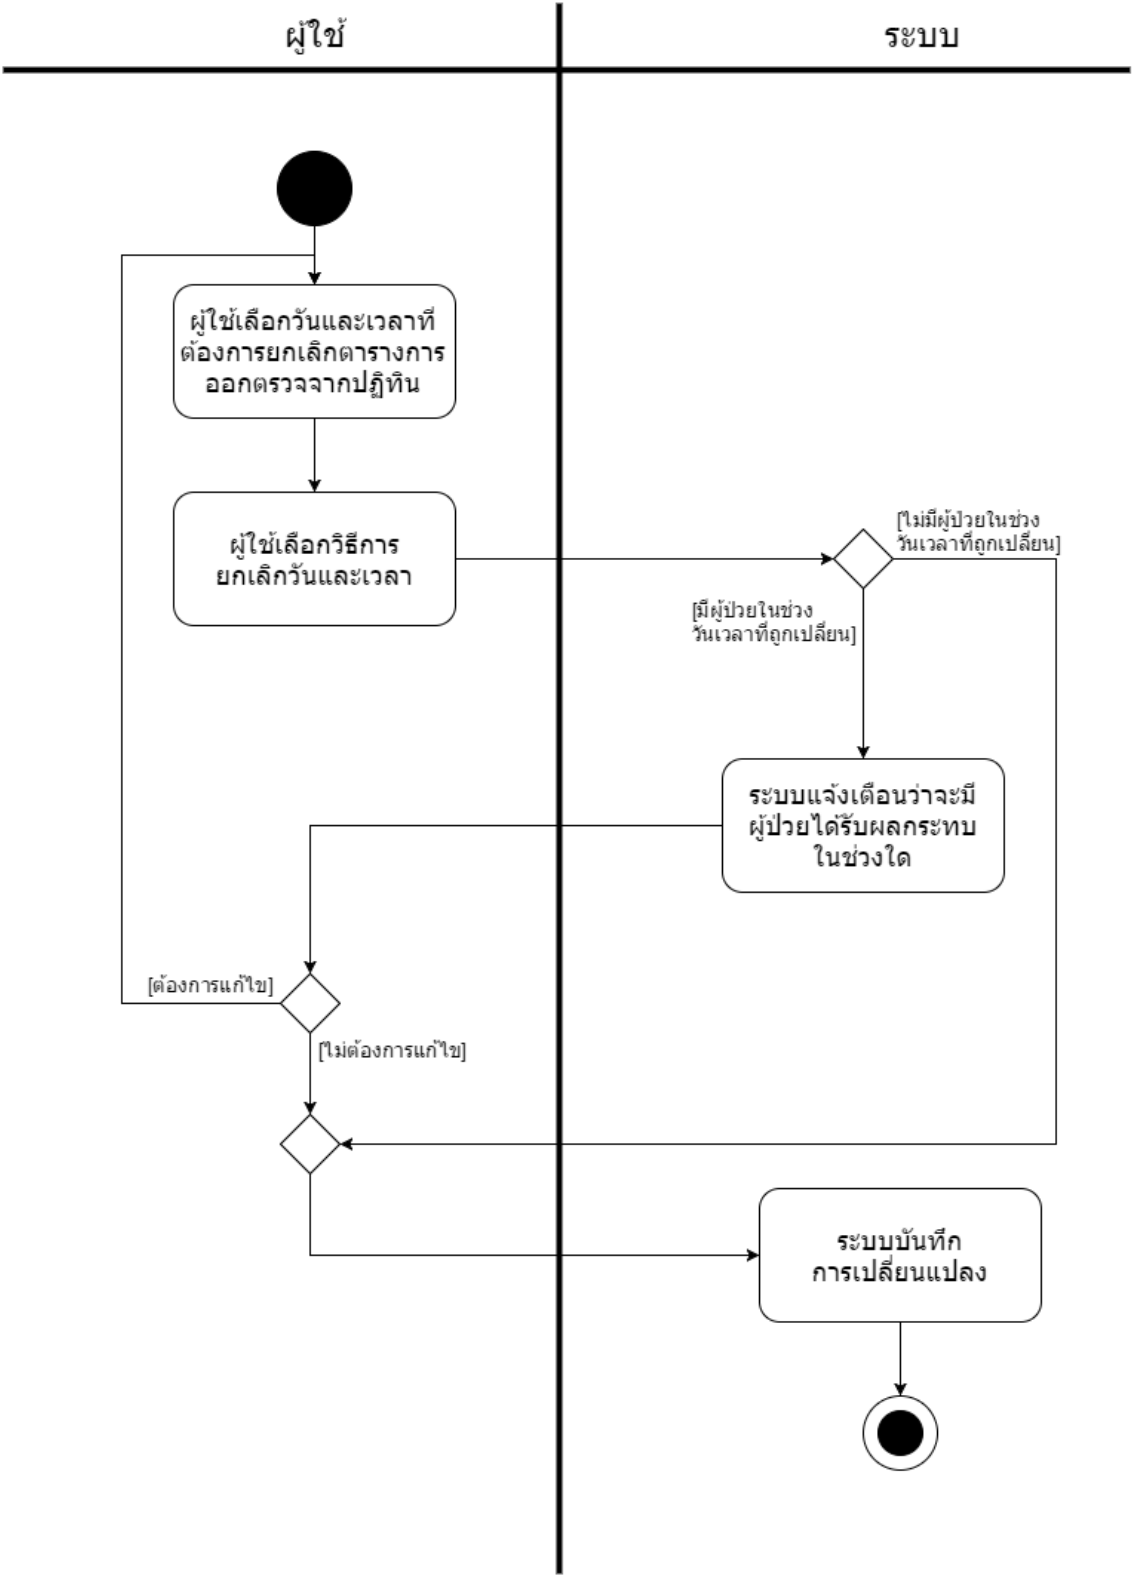 ผู้ใช้
ระบบ
ผู้ใช้เลือกวันและเวลาที่
ต้องการยกเลิกตารางการ
ออกตรวจจากปฏิทิน
ผู้ใช้เลือกวิธีการ
ยกเลิกวันและเวลา
[ไม่มีผู้ป่วยในช่วง
วันเวลาที่ถูกเปลี่ยน]
[มีผู้ป่วยในช่วง
วันเวลาที่ถูกเปลี่ยน]
ระบบแจ้งเตือนว่าจะมี
ผู้ป่วยได้รับผลกระทบ
ในช่วงใด
[ต้องการแก้ไข]
[ไม่ต้องการแก้ไข]
ระบบบันทึก
การเปลี่ยนแปลง